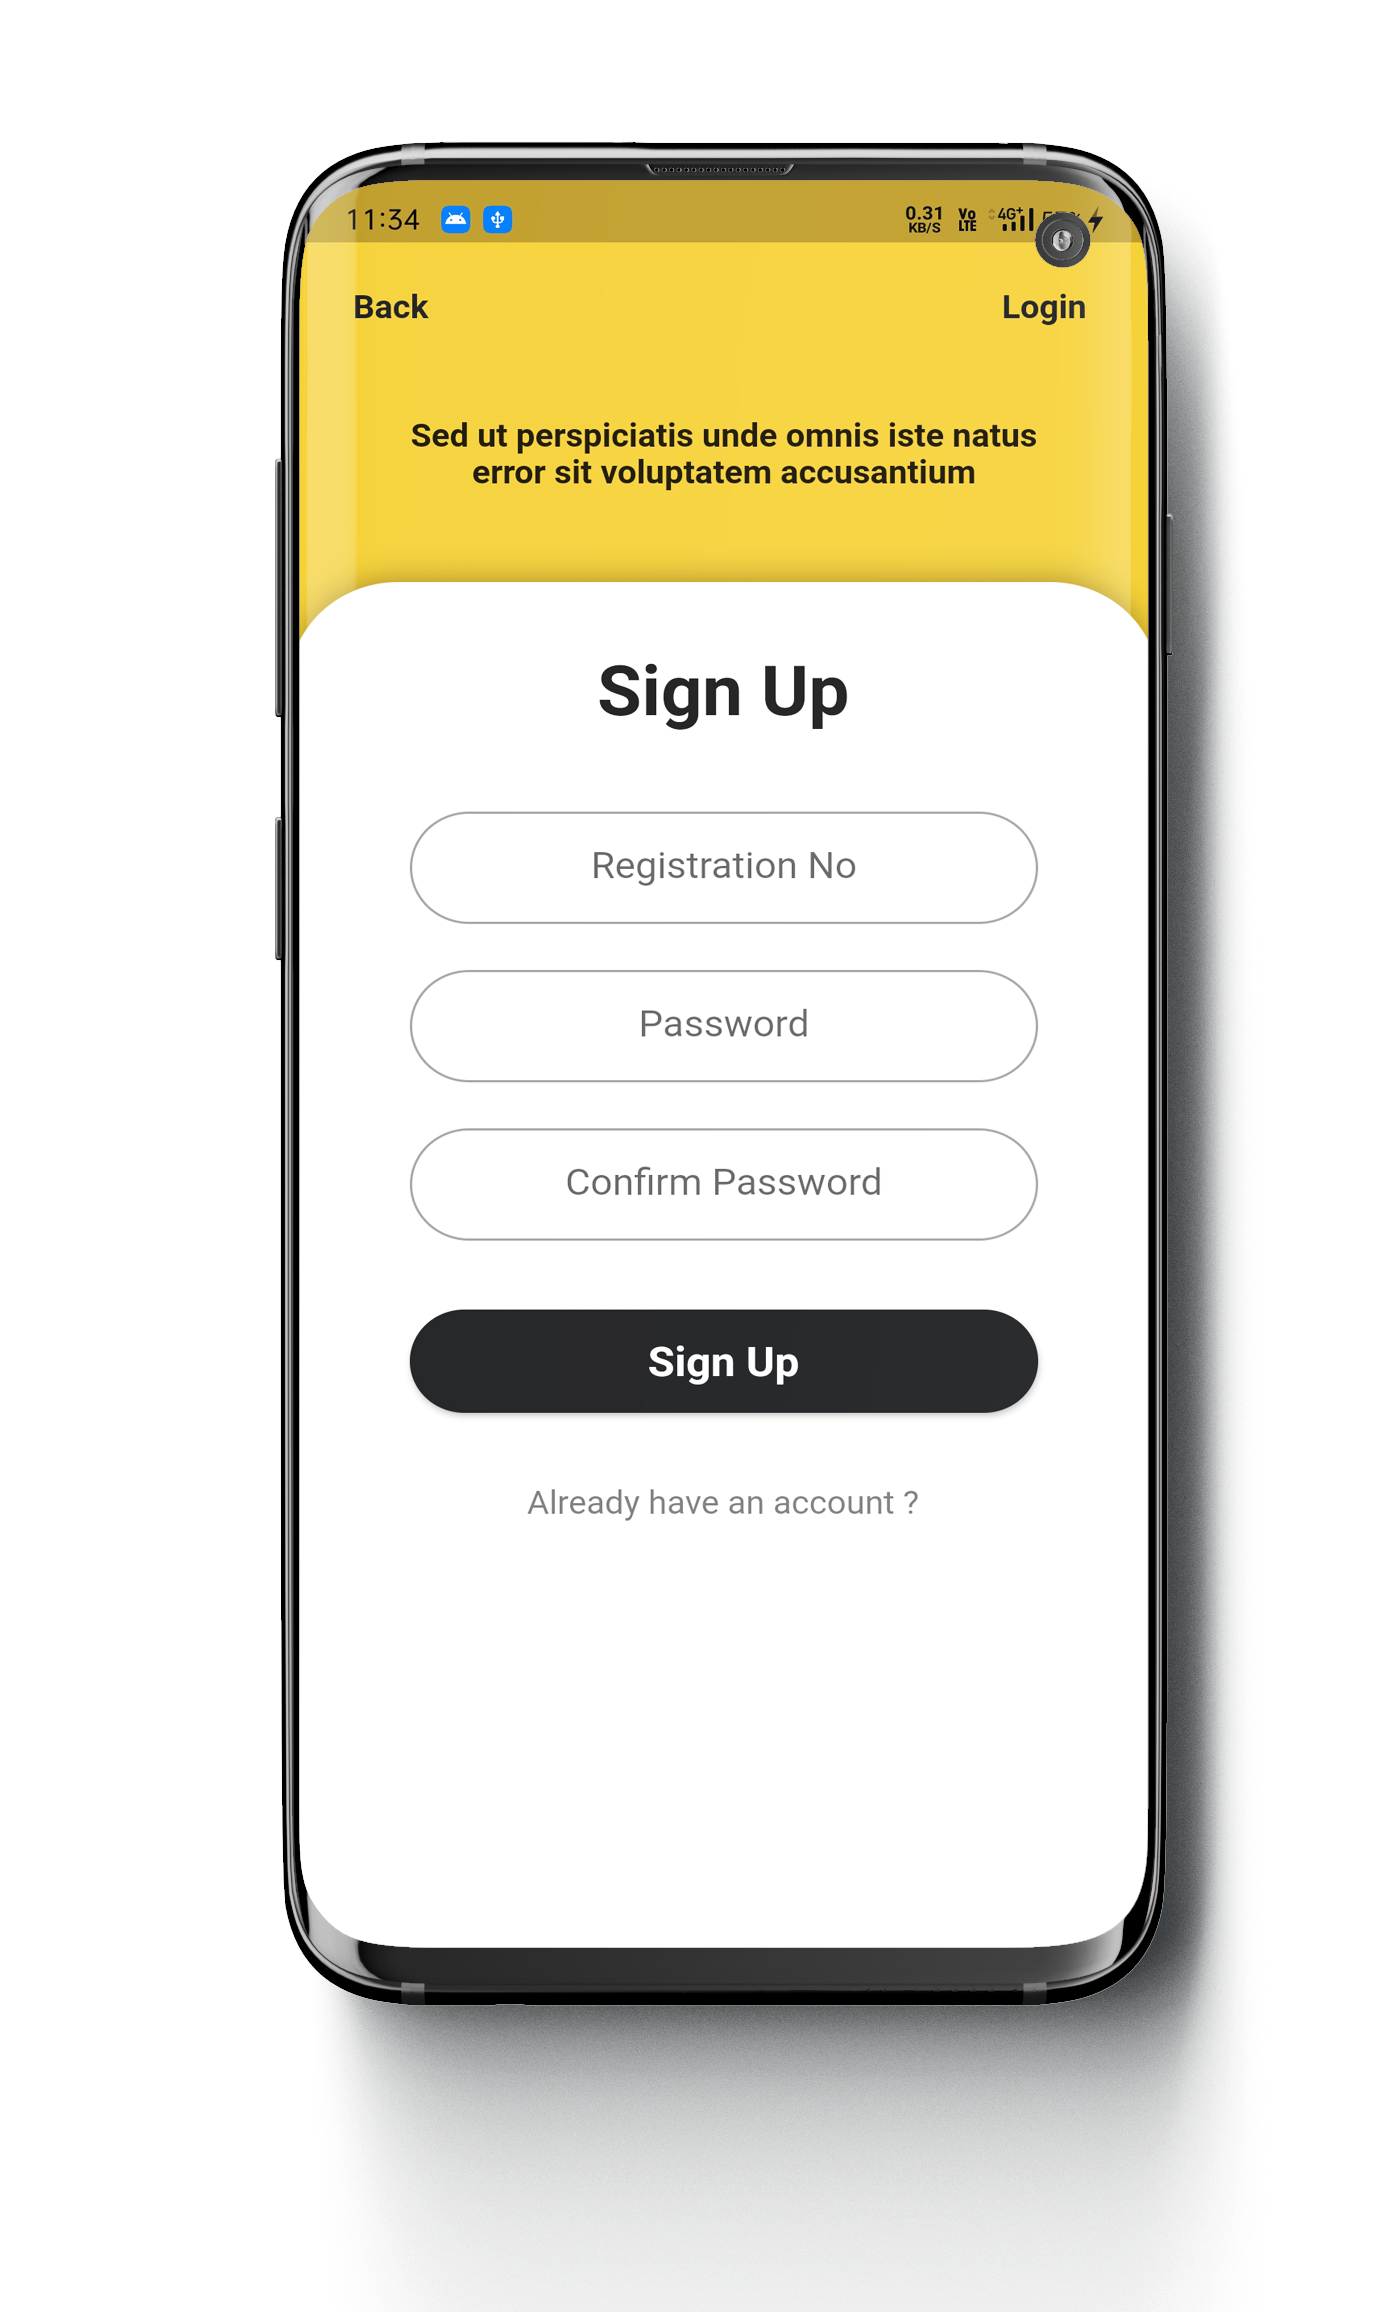 11:34 0.31 KB/S Vo LTE 4G+
Back Login
Sed ut perspiciatis unde omnis iste natus
error sit voluptatem accusantium
Sign Up
Registration No
Password
Confirm Password
Sign Up
Already have an account ?